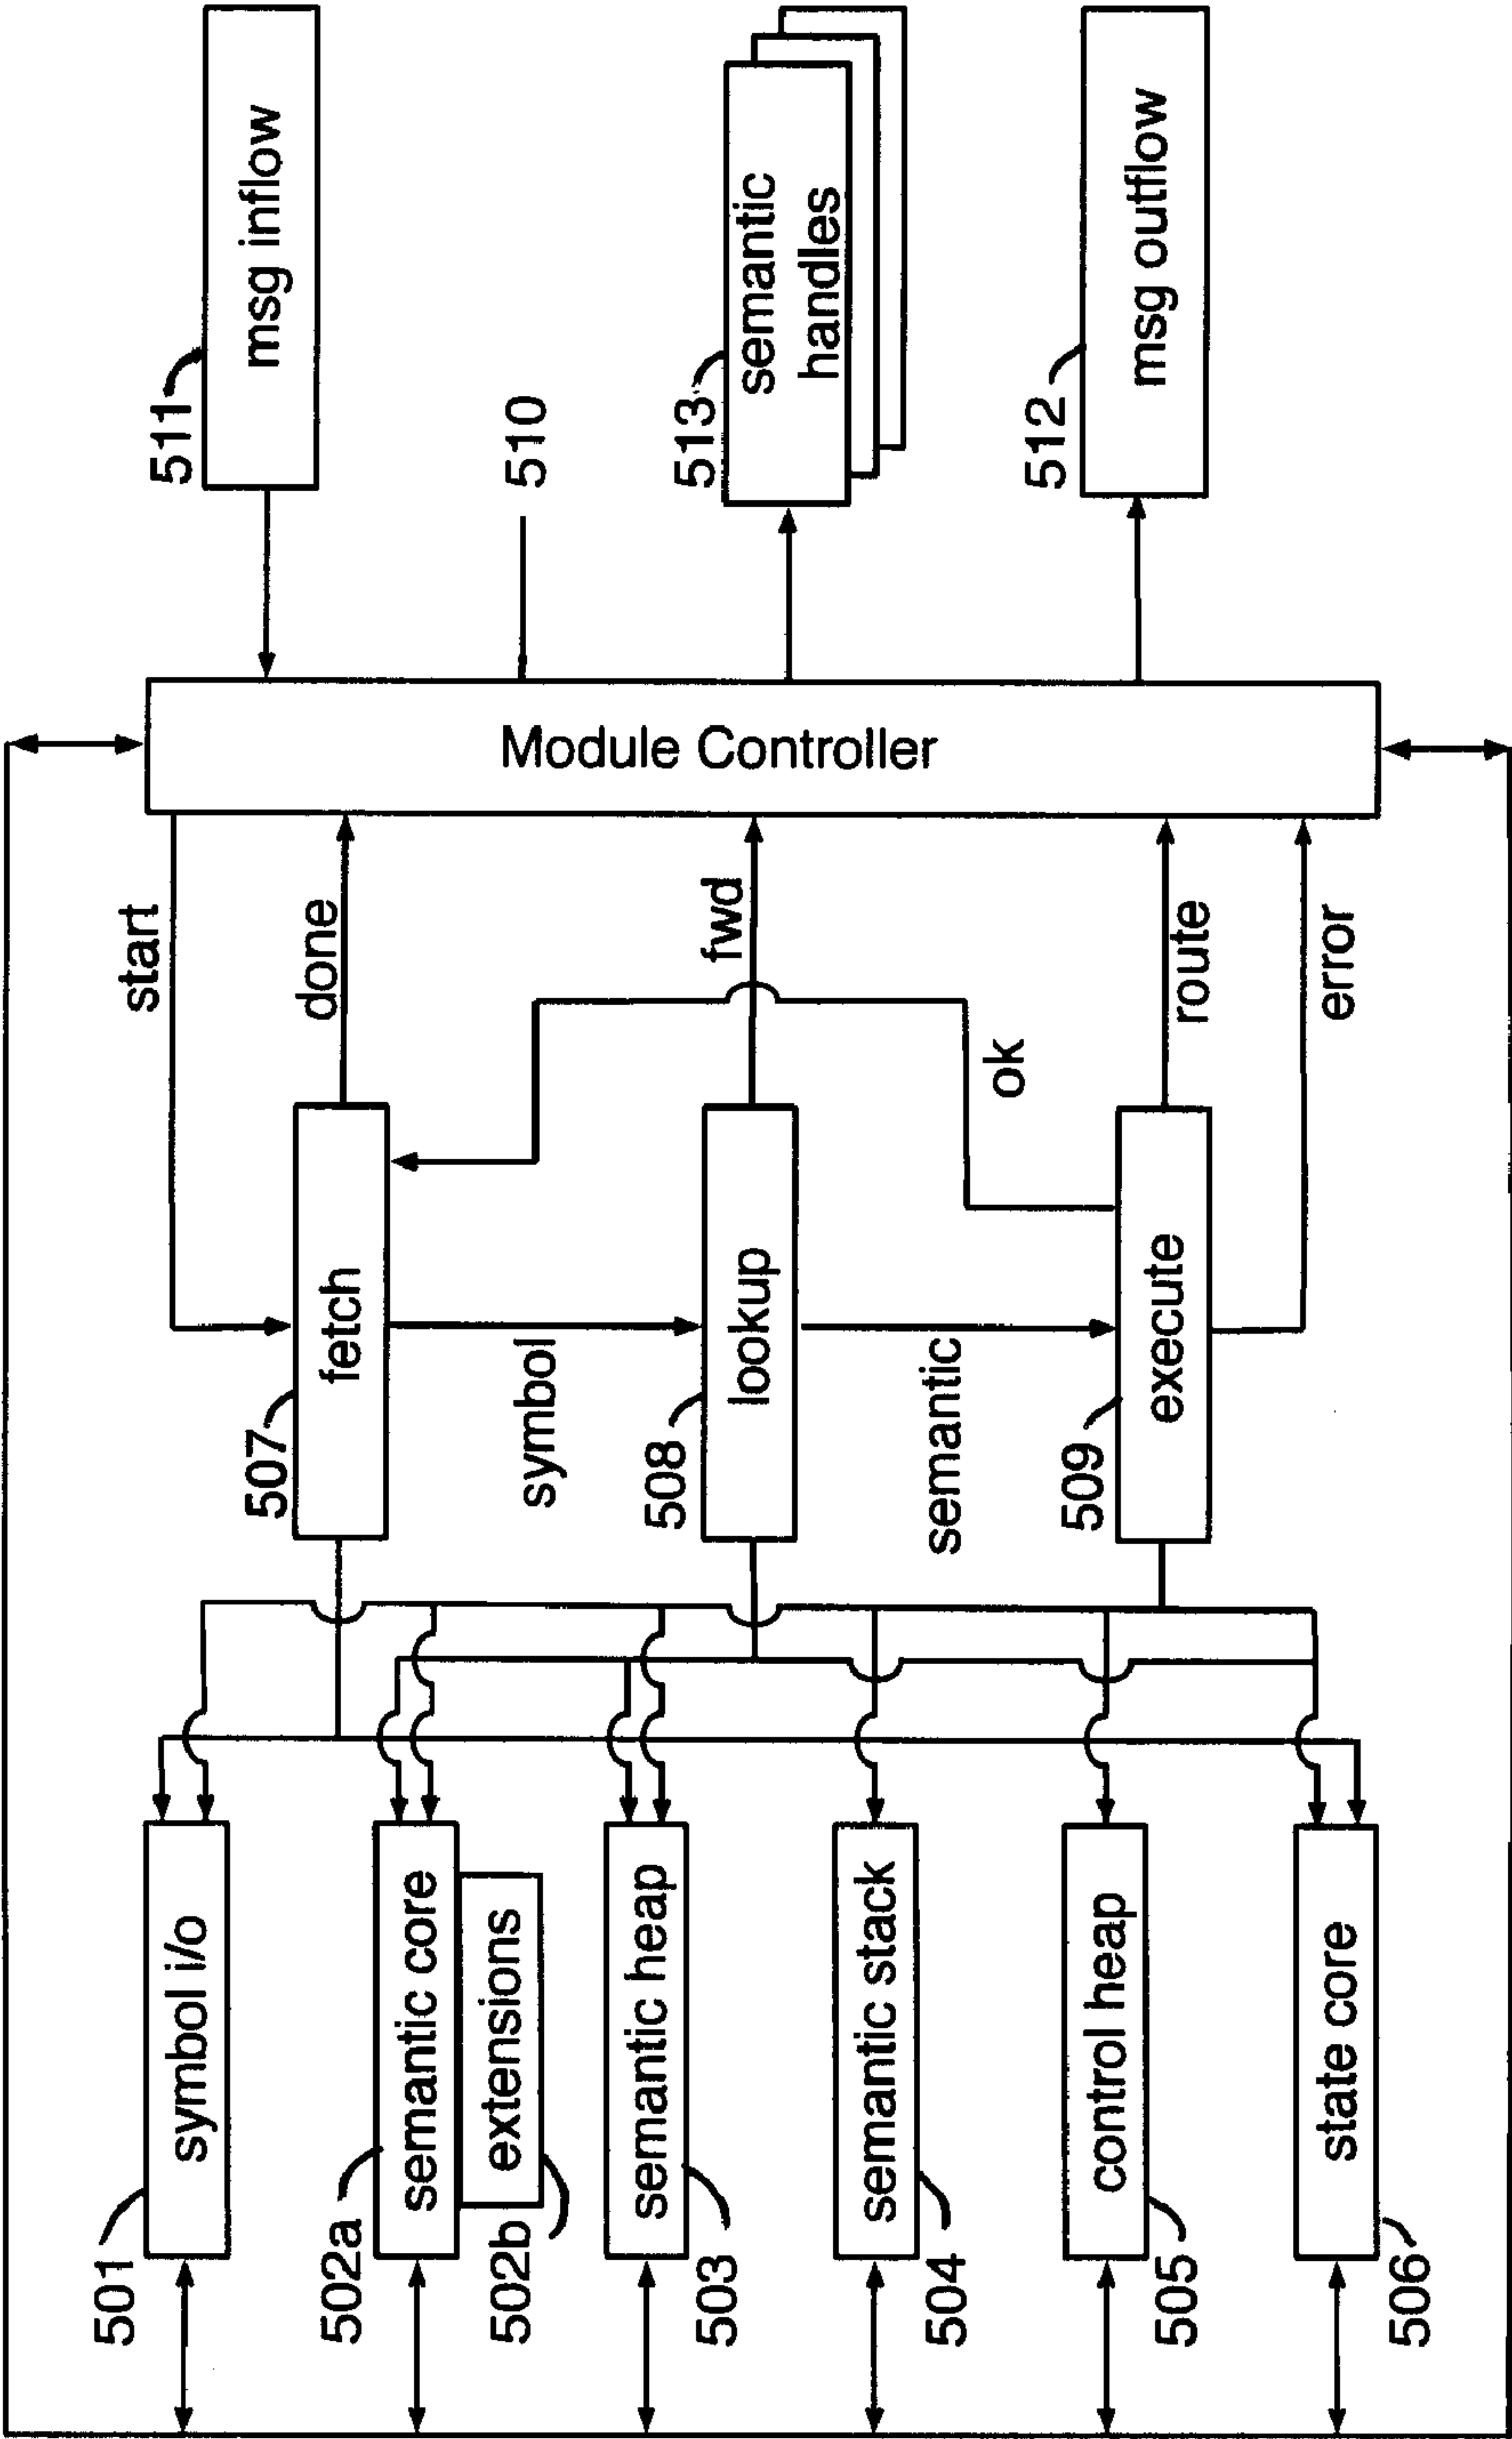 501
symbol i/o
502a
semantic core
502b
extensions
503
semantic heap
504
semantic stack
505
control heap
506
state core
507
fetch
symbol
508
lookup
semantic
509
execute
start
done
fwd
ok
route
error
Module Controller
510
511
msg inflow
513
semantic
handles
512
msg outflow